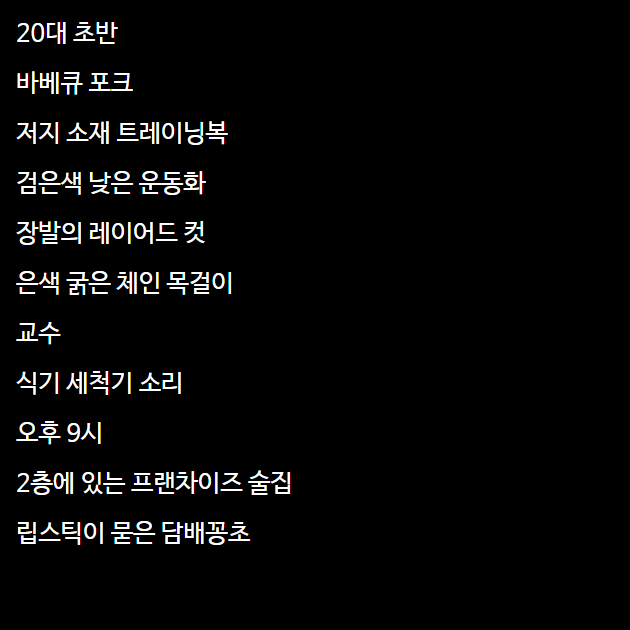 20대 초반
바베큐 포크
저지 소재 트레이닝복
검은색 낮은 운동화
장발의 레이어드 컷
은색 굵은 체인 목걸이
교수
식기 세척기 소리
오후 9시
2층에 있는 프랜차이즈 술집
립스틱이 묻은 담배꽁초